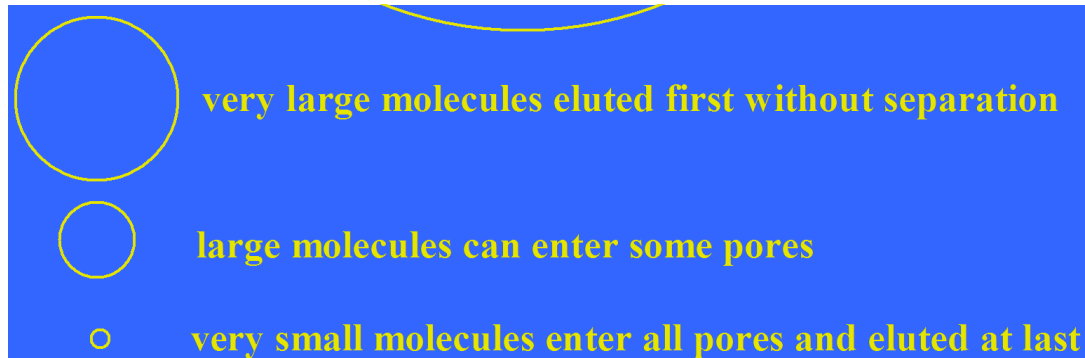 very large molecules eluted first without separation
large molecules can enter some pores
very small molecules enter all pores and eluted at last